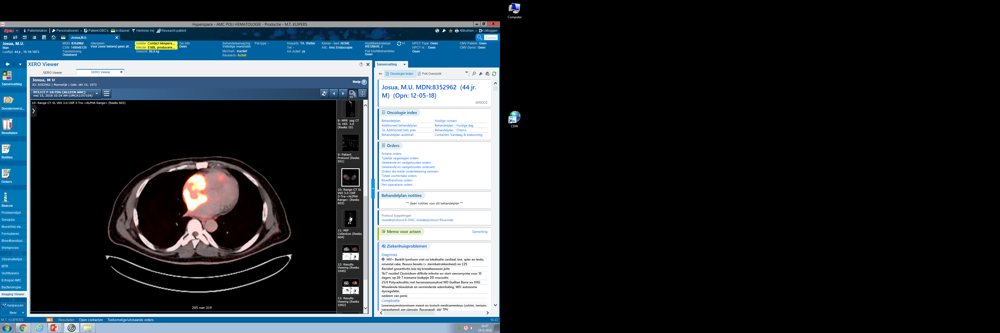 Computer
CDW
Hyperspace - AMC POLI HEMATOLOGIE - Productie - M.T. KUIPERS
Epic
Patiëntstation
Personaliseren
Patiënt-DBC's
In Basket
Herinner mij
Research patiënt
Afdrukken
Uitloggen
Josua,M.U.
Zoeken
Josua, M.U.
Man
Leeftijd: 44 jr., 15-10-1973
MDN: 8352962
CSN: 149048120
Toestemming
Onbekend
Allergieën
Voor zover bekend geen all...
Isolatie: Contact éénpers...
Infectie: ESBL producere...
Gewicht: 88,6 kg
Ter info
Geen
Behandelaanwijzing
Volledige reanimatie
MyChart.: Inactief
Research: Actief
Pat.type: -
Huisarts: TA. Wetter
Tel: -
HA Actief: Ja
Kamer - bed: NONE
Afd.: Amc Endoscopie
Hoofdbehandelaar
WEGMAN, J
Poli hoofdbehandelaa
Geen
HPCT Type: Geen
HPCT nr. : Geen
Geen
CMV Patiënt: Geen
CMV Donor: Geen
Samenvatting
Dossieroverzi...
Resultaten
Notities
Orders
Beacon
Probleemlijst
Synopsis
MuseWeb vie...
Formulieren
Bloedtransfusi...
Werkproces
Observatielijst...
MTR
Vochtbalans
Echopac AMC
Bacteriologie/...
Imaging Viewer
Aanpassen
Meer
XERO Viewer
XERO Viewer
XERO Viewer
Josua, M U
ID: 8352962 | Mannelijk | Geb: okt 15, 1973
Help
PET/CT F-18 FDG (ALLEEN AMC)
mei 15, 2018 10:34 AM (UMCA1197104)
15
1 2
10: Range-CT SL V65 3.0 I30f 3-Tra-<ALPHA Range> (Reeks 603)
8: MPR sag CT
SL V65 3.0
(Reeks 10)
9: Patient
Protocol (Reeks
501)
10: Range-CT SL
V65 3.0 I30f
3-Tra-<ALPHA
Range> (Reeks
603)
11: MIP
Collection (Reeks
604)
12: Results
Viewing (Reeks
1049)
13: Results
Viewing (Reeks
1062)
205 van 319
Samenvatting
Oncologie Index
Poli Overzicht
Josua, M.U. MDN:8352962 (44 jr.
M) (Opn: 12-05-18)
AENDOS
Oncologie index
Behandelplan
Huidige contact
Additioneel behandelplan
Behandelplan - Huidige dag
2e. Additioneel beh. plan
Behandelplan - Chemo
Behandelplan audittrail
Contacten: Vandaag & toekomstig
Orders
Actieve orders
Tijdelijk opgeslagen orders
Getekende en vastgehouden orders
Getekende en vastgehouden ordersets
Orders die mede-ondertekening vereisen
Totale vochtintake orders
Bloedtransfusie orders
Peri-operatieve orders
Behandelplan notities
** Geen notities voor dit behandelplan **
Protocol koppelingen
moederprotocol R-IVAC, moederprotocol Rituximab
Memo voor artsen
Opmerking
Ziekenhuisproblemen
Diagnoses
HIV+ Burkitt lymfoom met oa lokalisatie cardiaal, bot, spier en testis,
omental cake, flexura lienalis (= darmbetrokkenheid) en CZS
Recidief gonarthritis bdz bij kristalbewezen jicht
16/7 recidief Clostridium difficile infectie wv start vancomycine voor 10
dagen, op 28-7 toename buikpijn DD mucositis
25/6 Polyradiculitis met hersenzenuwuitval WD Guillian Barre wv IVIG
Wisselende bloeddruk en verminderde ademhaling, WD: autonome
dysregulatie.
oedeem van penis
Complicatie
Leverenzymstoornissen meest ws toxisch medicamenteus (cotrim, nexium,
paracetamol; pm ciproxin, fluconazol), dd/ TPV
M.T. KUIPERS
4
Resultaten
Open contacten
Toekomstige/uitstaande orders
16:47
16:47
19-9-2018